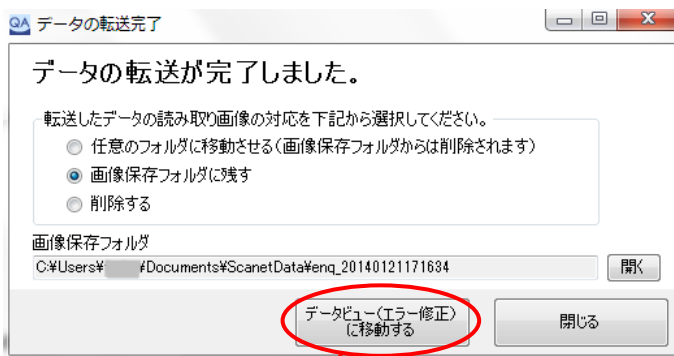 QA データの転送完了
データの転送が完了しました。
転送したデータの読み取り画像の対応を下記から選択してください。
任意のフォルダに移動させる(画像保存フォルダからは削除されます)
画像保存フォルダに残す
削除する
画像保存フォルダ
C:¥Users¥ ¥Documents¥ScanetData¥enq_20140121171634
開く
データビュー(エラー修正)
に移動する
閉じる